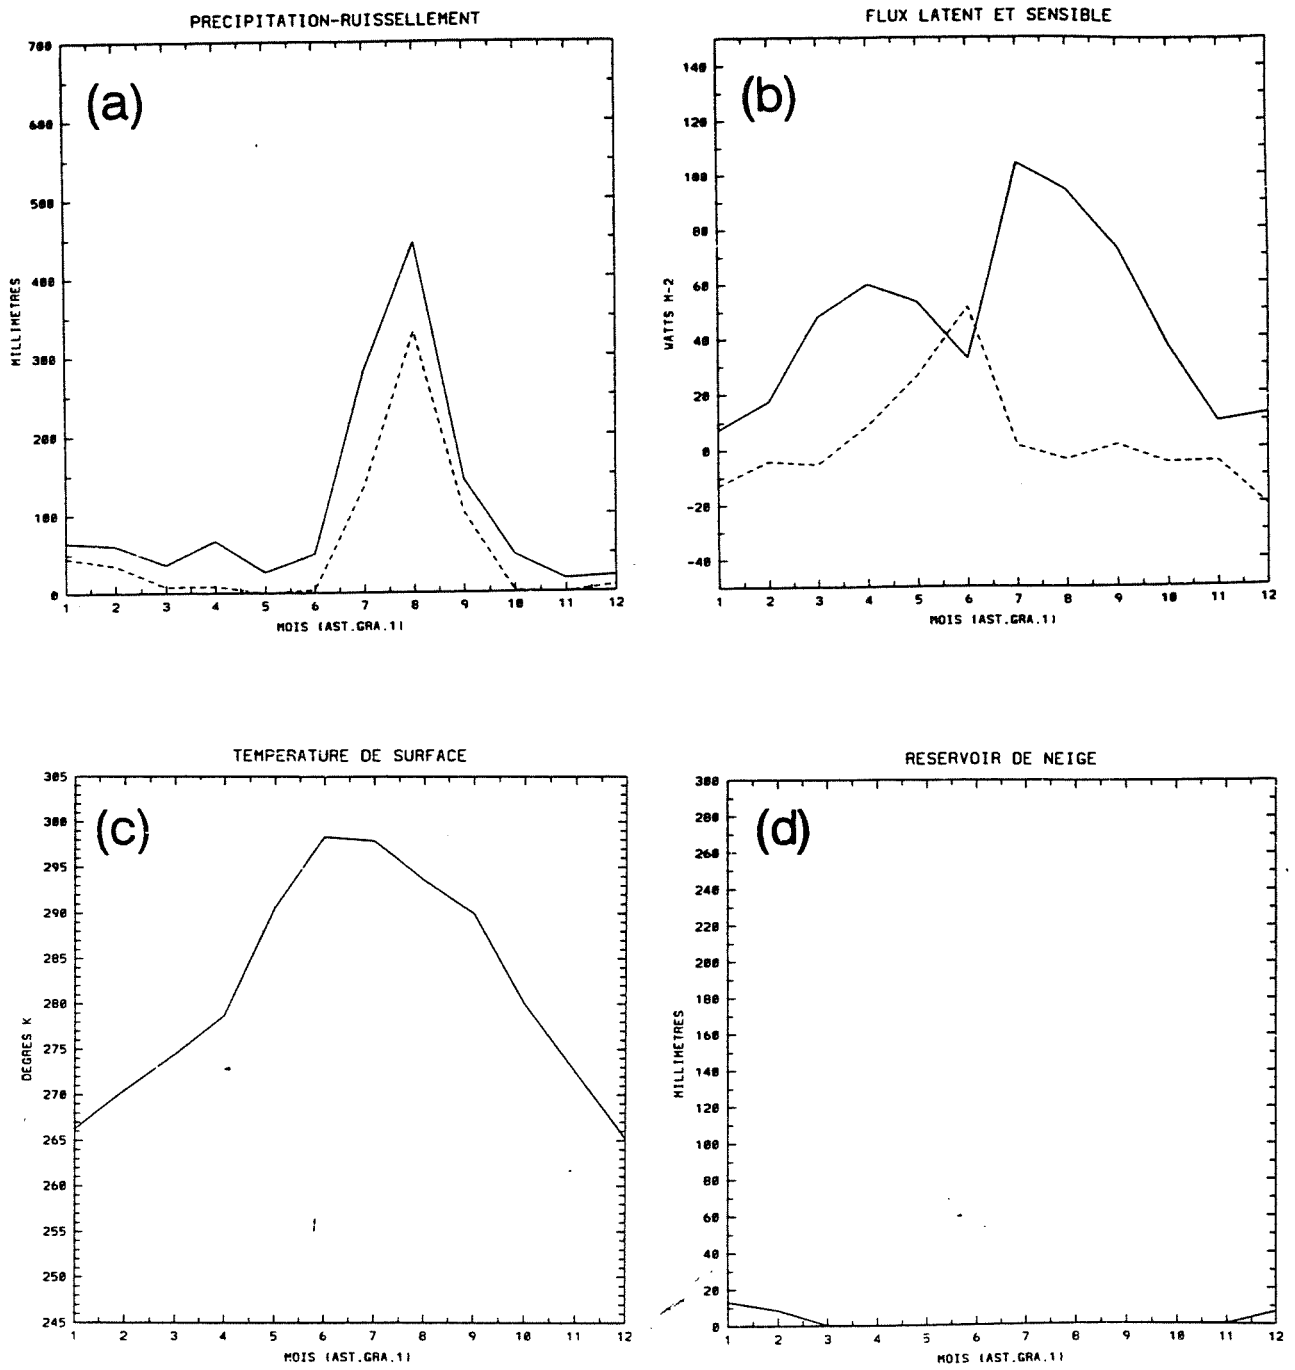 PRECIPITATION-RUISSELLEMENT
(a)
700
600
500
400
300
200
100
0
MILLIMETRES
1 2 3 4 5 6 7 8 9 10 11 12
MOIS (AST.GRA.1)
FLUX LATENT ET SENSIBLE
(b)
140
120
100
80
60
40
20
0
-20
-40
WATTS M-2
1 2 3 4 5 6 7 8 9 10 11 12
MOIS (AST.GRA.1)
TEMPERATURE DE SURFACE
(c)
305
300
295
290
285
280
275
270
265
260
255
250
245
DEGRES K
1 2 3 4 5 6 7 8 9 10 11 12
MOIS (AST.GRA.1)
RESERVOIR DE NEIGE
(d)
300
280
260
240
220
200
180
160
140
120
100
80
60
40
20
0
MILLIMETRES
1 2 3 4 5 6 7 8 9 10 11 12
MOIS (AST.GRA.1)